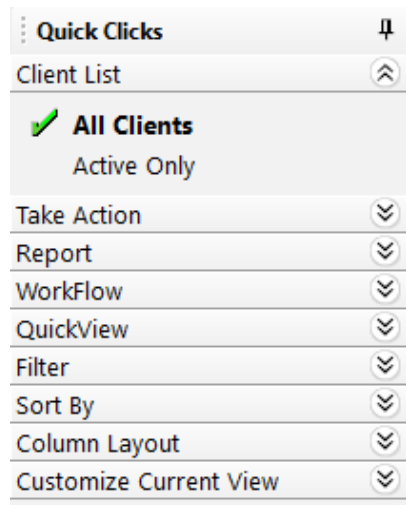 Quick Clicks
Client List
All Clients
Active Only
Take Action
Report
WorkFlow
QuickView
Filter
Sort By
Column Layout
Customize Current View